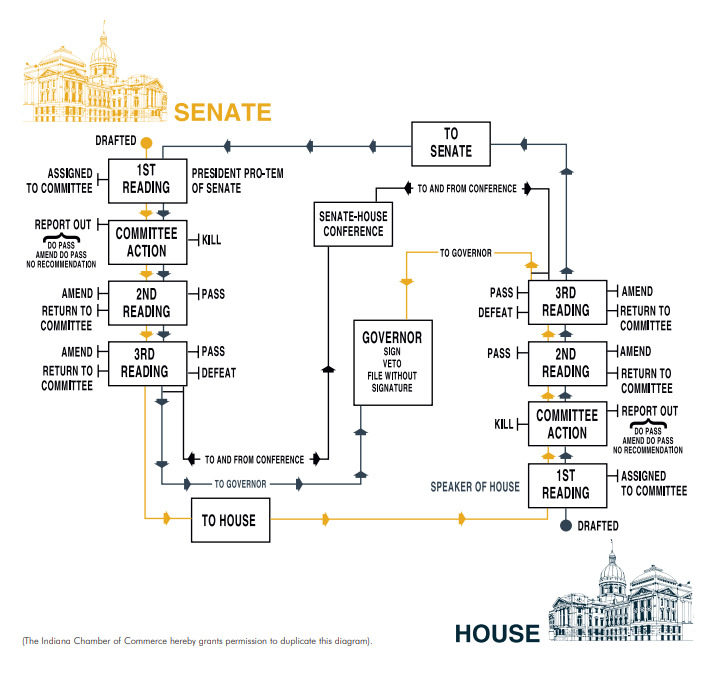 SENATE
DRAFTED
TO
SENATE
ASSIGNED
TO COMMITTEE
1ST
READING
PRESIDENT PRO-TEM
OF SENATE
TO AND FROM CONFERENCE
SENATE-HOUSE
CONFERENCE
REPORT OUT
DO PASS
AMEND DO PASS
NO RECOMMENDATION
COMMITTEE
ACTION
KILL
TO GOVERNOR
AMEND
RETURN TO
COMMITTEE
2ND
READING
PASS
PASS
DEFEAT
3RD
READING
AMEND
RETURN TO
COMMITTEE
GOVERNOR
SIGN
VETO
FILE WITHOUT
SIGNATURE
AMEND
RETURN TO
COMMITTEE
3RD
READING
PASS
DEFEAT
PASS
2ND
READING
AMEND
RETURN TO
COMMITTEE
KILL
COMMITTEE
ACTION
REPORT OUT
DO PASS
AMEND DO PASS
NO RECOMMENDATION
TO AND FROM CONFERENCE
TO GOVERNOR
SPEAKER OF HOUSE
1ST
READING
ASSIGNED
TO COMMITTEE
TO HOUSE
DRAFTED
HOUSE
(The Indiana Chamber of Commerce hereby grants permission to duplicate this diagram).